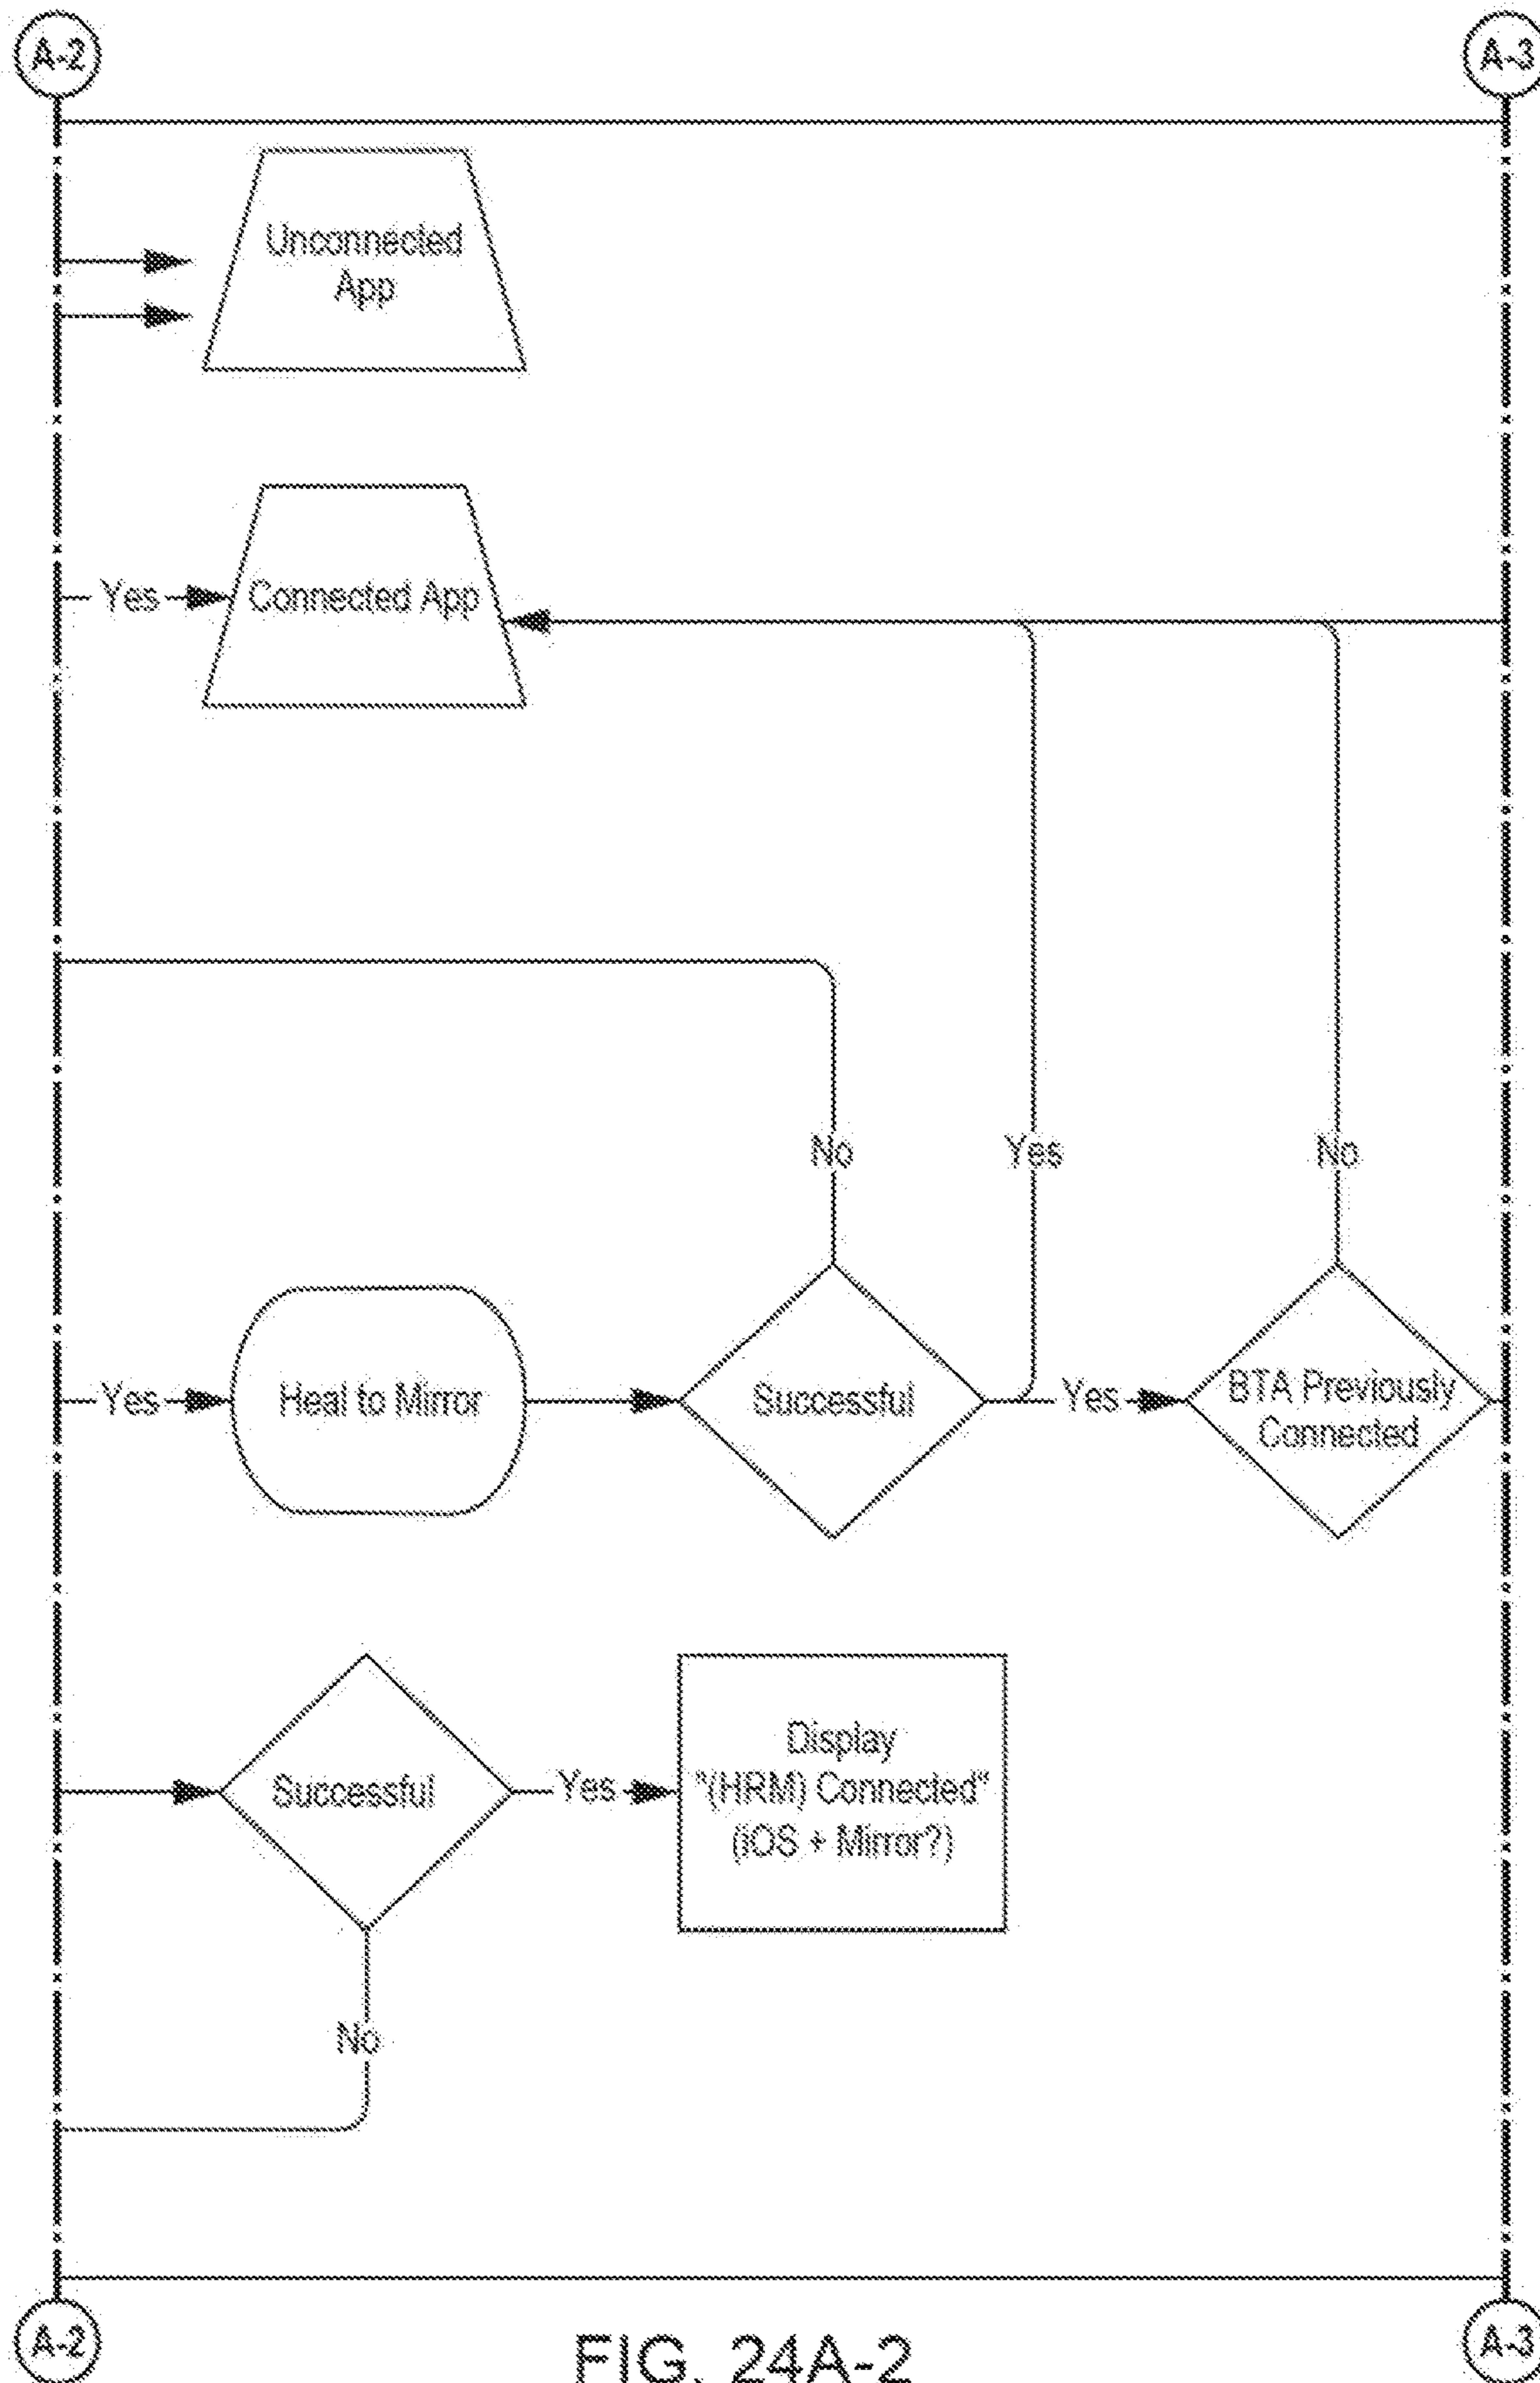 A-2
A-3
Unconnected
App
Yes
Connected App
No
Yes
No
Yes
Heal to Mirror
Successful
Yes
BTA Previously
Connected
Successful
Yes
Display
"(HRM) Connected"
(iOS + Mirror?)
No
A-2
A-3
FIG. 24A-2